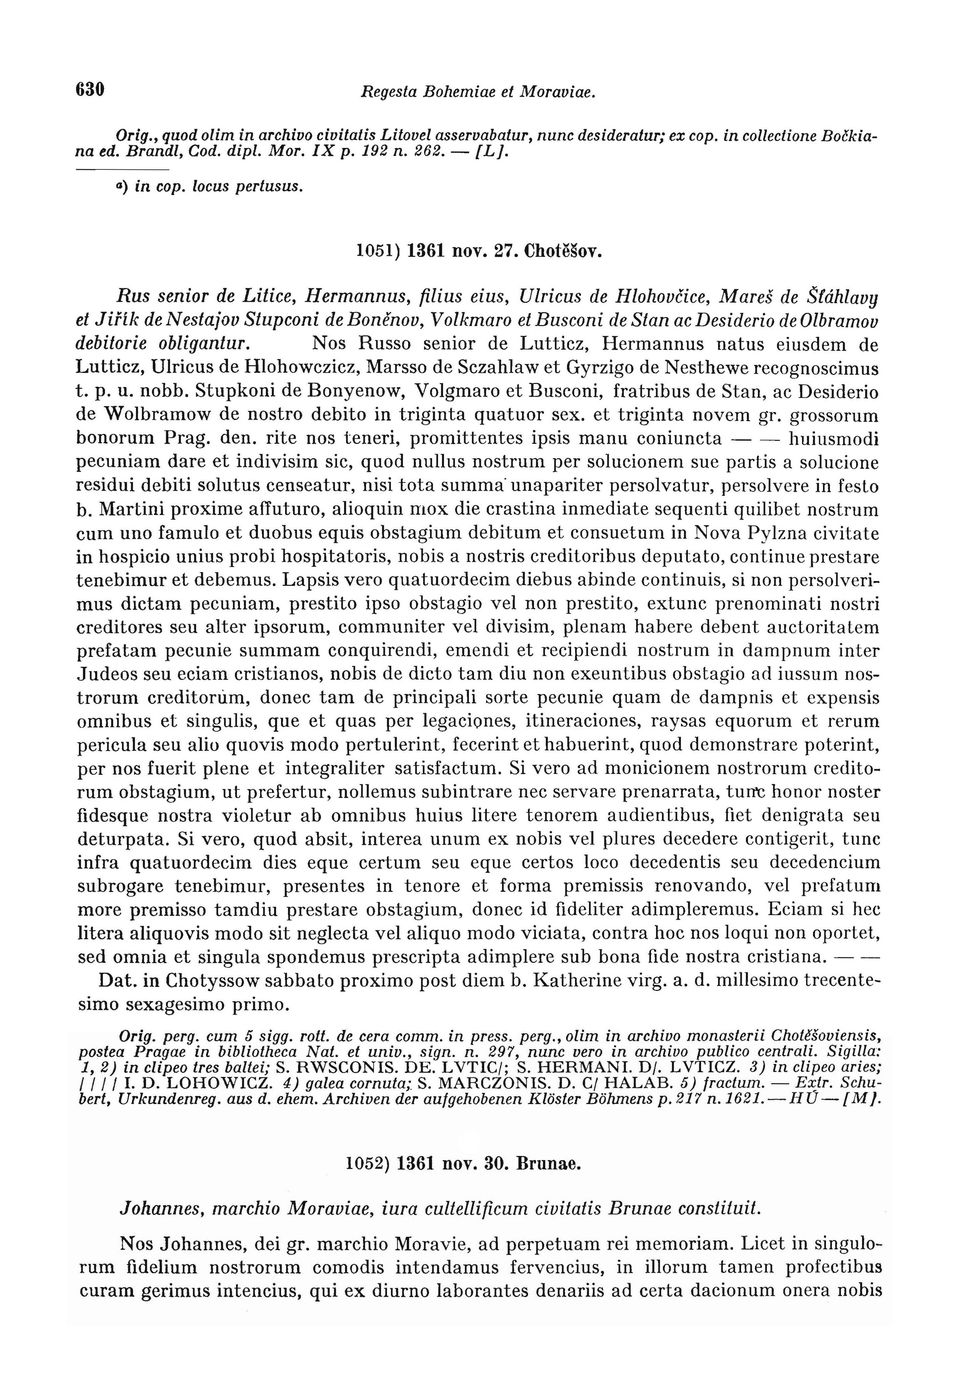 630 Regesta Bohemiae et Moraviae.
Orig., quod olim in archivo civitatis Litovel asservabatur, nunc desideratur; ex cop. in collectione Bočkia-
na ed. Brandl, Cod. dipl. Mor. IX p. 192 n. 262. — [L].
a) in cop. locus pertusus.
1051) 1361 nov. 27. Chotěšov.
Rus senior de Litice, Hermannus, filius eius, Ulricus de Hlohovčice, Mareš de Šťáhlavy
et Jiřík de Nestajov Stupconi de Boněnov, Volkmaro et Busconi de Stan ac Desiderio de Olbramov
debitorie obligantur. Nos Russo senior de Lutticz, Hermannus natus eiusdem de
Lutticz, Ulricus de Hlohowczicz, Marsso de Sczahlaw et Gyrzigo de Nesthewe recognoscimus
t. p. u. nobb. Stupkoni de Bonyenow, Volgmaro et Busconi, fratribus de Stan, ac Desiderio
de Wolbramow de nostro debito in triginta quatuor sex. et triginta novem gr. grossorum
bonorum Prag. den. rite nos teneri, promittentes ipsis manu coniuncta — — huiusmodi
pecuniam dare et indivisim sic, quod nullus nostrum per solucionem sue partis a solucione
residui debiti solutus censeatur, nisi tota summa unapariter persolvatur, persolvere in festo
b. Martini proxime affuturo, alioquin mox die crastina inmediate sequenti quilibet nostrum
cum uno famulo et duobus equis obstagium debitum et consuetum in Nova Pylzna civitate
in hospicio unius probi hospitatoris, nobis a nostris creditoribus deputato, continue prestare
tenebimur et debemus. Lapsis vero quatuordecim diebus abinde continuis, si non persolveri-
mus dictam pecuniam, prestito ipso obstagio vel non prestito, extunc prenominati nostri
creditores seu alter ipsorum, communiter vel divisim, plenam habere debent auctoritatem
prefatam pecunie summam conquirendi, emendi et recipiendi nostrum in dampnum inter
Judeos seu eciam cristianos, nobis de dicto tam diu non exeuntibus obstagio ad iussum nos-
trorum creditorum, donec tam de principali sorte pecunie quam de dampnis et expensis
omnibus et singulis, que et quas per legaciones, itineraciones, raysas equorum et rerum
pericula seu alio quovis modo pertulerint, fecerint et habuerint, quod demonstrare poterint,
per nos fuerit plene et integraliter satisfactum. Si vero ad monicionem nostrorum credito-
rum obstagium, ut prefertur, nollemus subintrare nec servare prenarrata, tunc honor noster
fidesque nostra violetur ab omnibus huius litere tenorem audientibus, fiet denigrata seu
deturpata. Si vero, quod absit, interea unum ex nobis vel plures decedere contigerit, tunc
infra quatuordecim dies eque certum seu eque certos loco decedentis seu decedencium
subrogare tenebimur, presentes in tenore et forma premissis renovando, vel prefatum
more premisso tamdiu prestare obstagium, donec id fideliter adimpleremus. Eciam si hec
litera aliquovis modo sit neglecta vel aliquo modo viciata, contra hoc nos loqui non oportet,
sed omnia et singula spondemus prescripta adimplere sub bona fide nostra cristiana. — —
Dat. in Chotyssow sabbato proximo post diem b. Katherine virg. a. d. millesimo trecente-
simo sexagesimo primo.
Orig. perg. cum 5 sigg. rott. de cera comm. in press. perg., olim in archivo monasterii Chotěšoviensis,
postea Pragae in bibliotheca Nat. et univ., sign. n. 297, nunc vero in archivo publico centrali. Sigilla:
1, 2) in clipeo tres baltei; S. RWSCONIS. DE. LVTIC/; S. HERMANI. D/. LVTICZ. 3) in clipeo aries;
//// I. D. LOHOWICZ. 4) galea cornuta; S. MARCZONIS. D. C/ HALAB. 5) fractum. — Extr. Schu-
bert, Urkundenreg. aus d. ehem. Archiven der aufgehobenen Klöster Böhmens p. 217 n. 1621. — HÚ — [M].
1052) 1361 nov. 30. Brunae.
Johannes, marchio Moraviae, iura cultellificum civitatis Brunae constituit.
Nos Johannes, dei gr. marchio Moravie, ad perpetuam rei memoriam. Licet in singulo-
rum fidelium nostrorum comodis intendamus fervencius, in illorum tamen profectibus
curam gerimus intencius, qui ex diurno laborantes denariis ad certa dacionum onera nobis